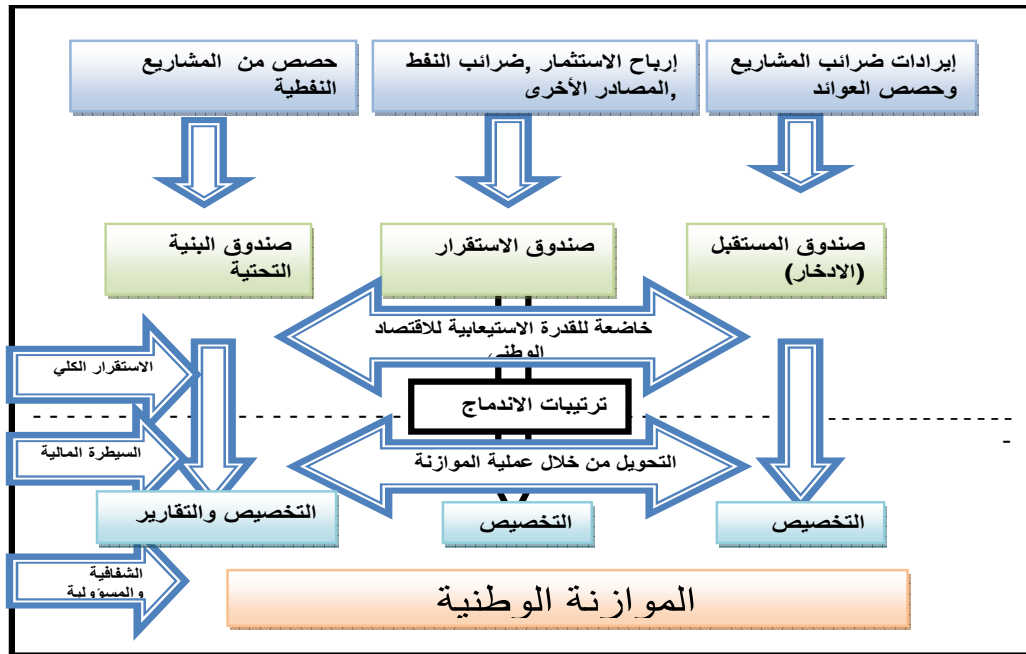 إيرادات ضرائب المشاريع
وحصص العوائد
إرباح الاستثمار ,ضرائب النفط
,المصادر الأخرى
حصص من المشاريع
النفطية
صندوق المستقبل
(الادخار)
صندوق الاستقرار
صندوق البنية
التحتية
خاضعة للقدرة الاستيعابية للاقتصاد
الوطني
الاستقرار الكلي
ترتيبات الاندماج
السيطرة المالية
التحويل من خلال عملية الموازنة
التخصيص
التخصيص
التخصيص والتقارير
الشفافية
والمسؤولية
الموازنة الوطنية